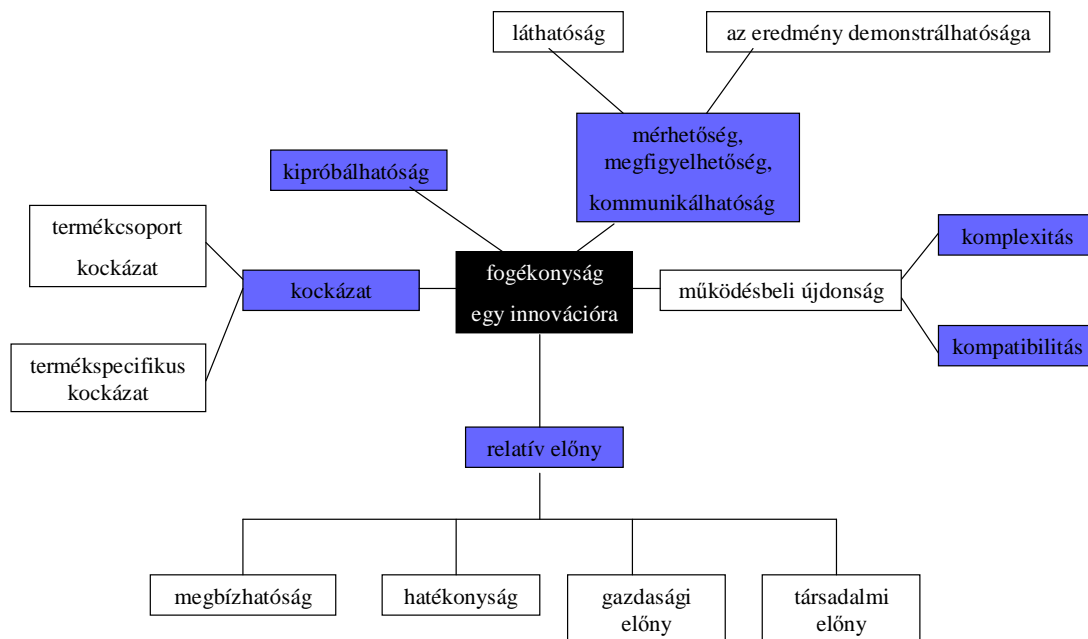 láthatóság
az eredmény demonstrálhatósága
mérhetőség,
megfigyelhetőség,
kommunikálhatóság
kipróbálhatóság
termékcsoport
kockázat
komplexitás
fogékonyság
egy innovációra
kockázat
működésbeli újdonság
termékspecifikus
kockázat
kompatibilitás
relatív előny
megbízhatóság
hatékonyság
gazdasági
előny
társadalmi
előny